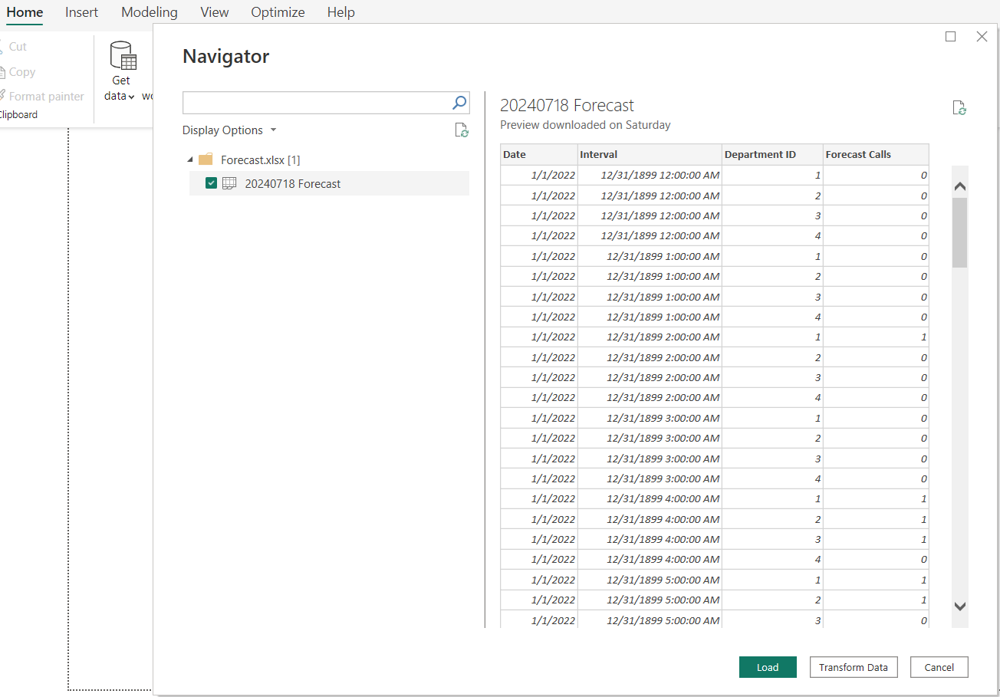 Home Insert Modeling View Optimize Help
Cut
Copy
Format painter
Clipboard
Get
data
Navigator
Display Options
Forecast.xlsx [1]
20240718 Forecast
20240718 Forecast
Preview downloaded on Saturday
Date Interval Department ID Forecast Calls
1/1/2022 12/31/1899 12:00:00 AM 1 0
1/1/2022 12/31/1899 12:00:00 AM 2 0
1/1/2022 12/31/1899 12:00:00 AM 3 0
1/1/2022 12/31/1899 12:00:00 AM 4 0
1/1/2022 12/31/1899 1:00:00 AM 1 0
1/1/2022 12/31/1899 1:00:00 AM 2 0
1/1/2022 12/31/1899 1:00:00 AM 3 0
1/1/2022 12/31/1899 1:00:00 AM 4 0
1/1/2022 12/31/1899 2:00:00 AM 1 1
1/1/2022 12/31/1899 2:00:00 AM 2 0
1/1/2022 12/31/1899 2:00:00 AM 3 0
1/1/2022 12/31/1899 2:00:00 AM 4 0
1/1/2022 12/31/1899 3:00:00 AM 1 0
1/1/2022 12/31/1899 3:00:00 AM 2 0
1/1/2022 12/31/1899 3:00:00 AM 3 0
1/1/2022 12/31/1899 3:00:00 AM 4 0
1/1/2022 12/31/1899 4:00:00 AM 1 1
1/1/2022 12/31/1899 4:00:00 AM 2 1
1/1/2022 12/31/1899 4:00:00 AM 3 1
1/1/2022 12/31/1899 4:00:00 AM 4 0
1/1/2022 12/31/1899 5:00:00 AM 1 1
1/1/2022 12/31/1899 5:00:00 AM 2 1
1/1/2022 12/31/1899 5:00:00 AM 3 0
Load Transform Data Cancel